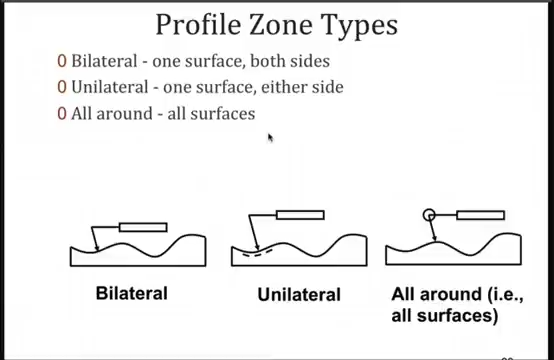 Profile Zone Types
0 Bilateral - one surface, both sides
0 Unilateral - one surface, either side
0 All around - all surfaces
Bilateral
Unilateral
All around (i.e.,
all surfaces)